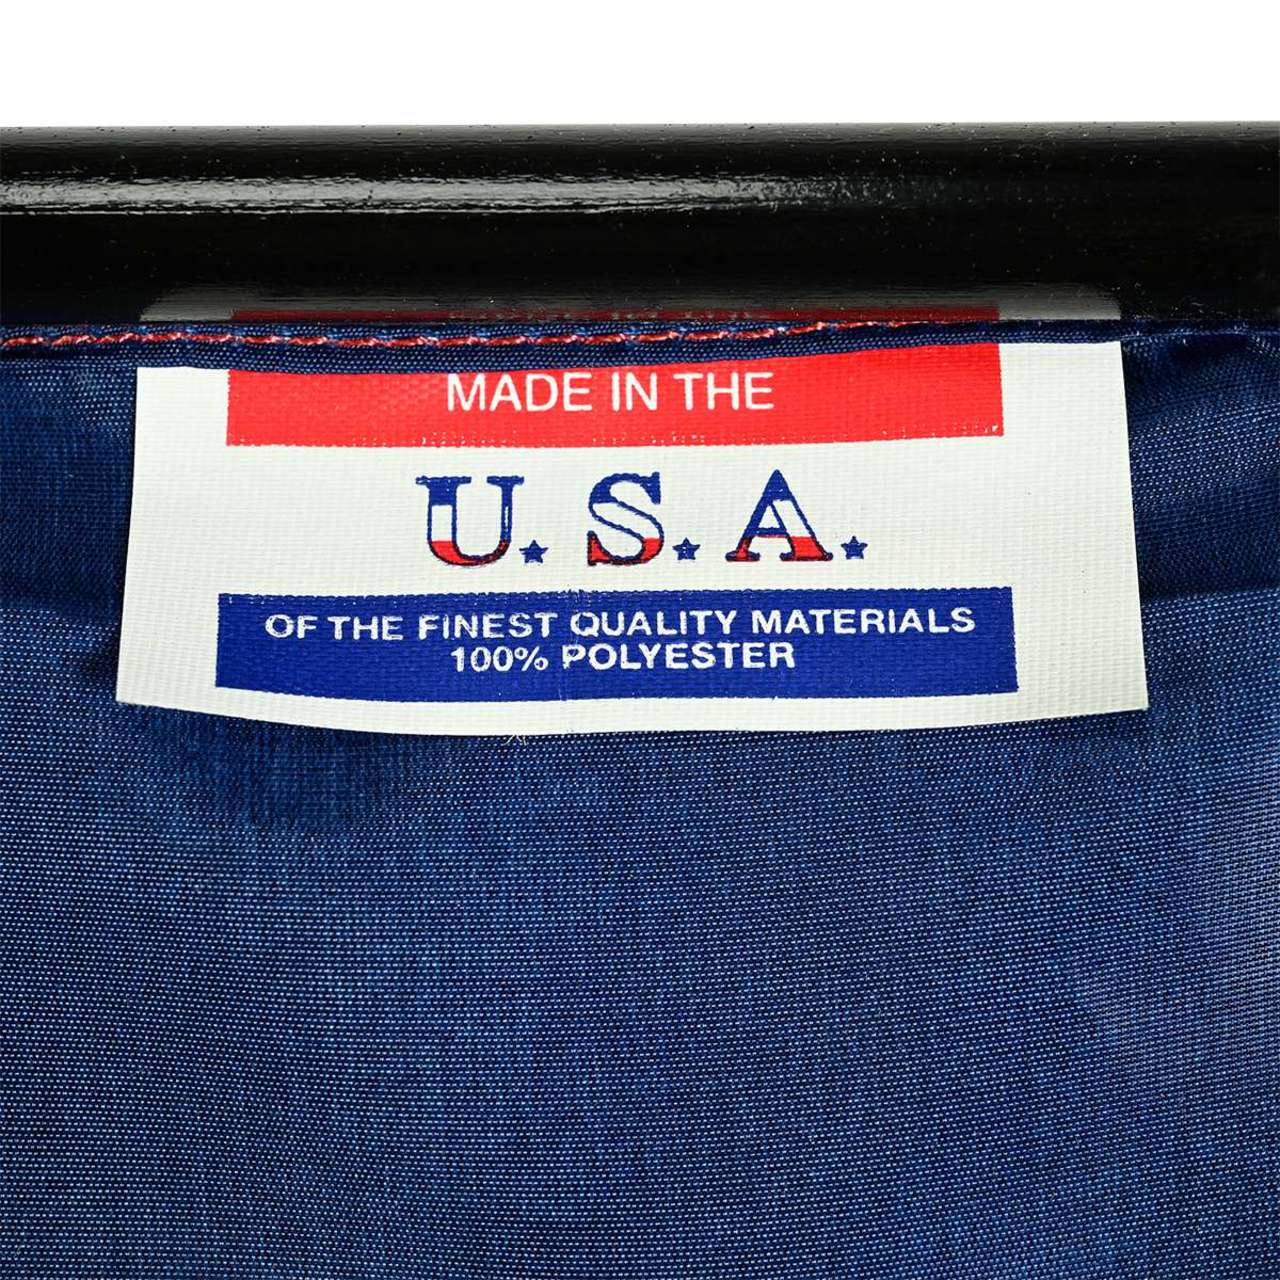 MADE IN THE
U.S.A.
OF THE FINEST QUALITY MATERIALS
100% POLYESTER